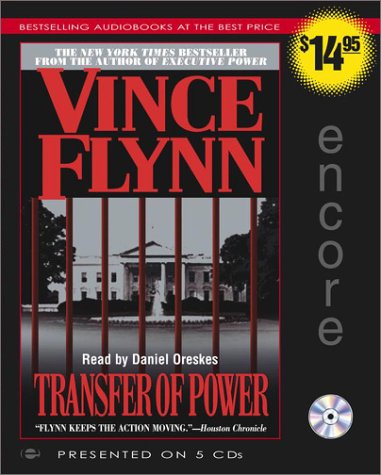 BESTSELLING AUDIOBOOKS AT THE BEST PRICE
$14.95
THE NEW YORK TIMES BESTSELLER
FROM THE AUTHOR OF EXECUTIVE POWER
VINCE
FLYNN
encore
Read by Daniel Oreskes
TRANSFER OF POWER
"FLYNN KEEPS THE ACTION MOVING."—Houston Chronicle
e
PRESENTED ON 5 CDs